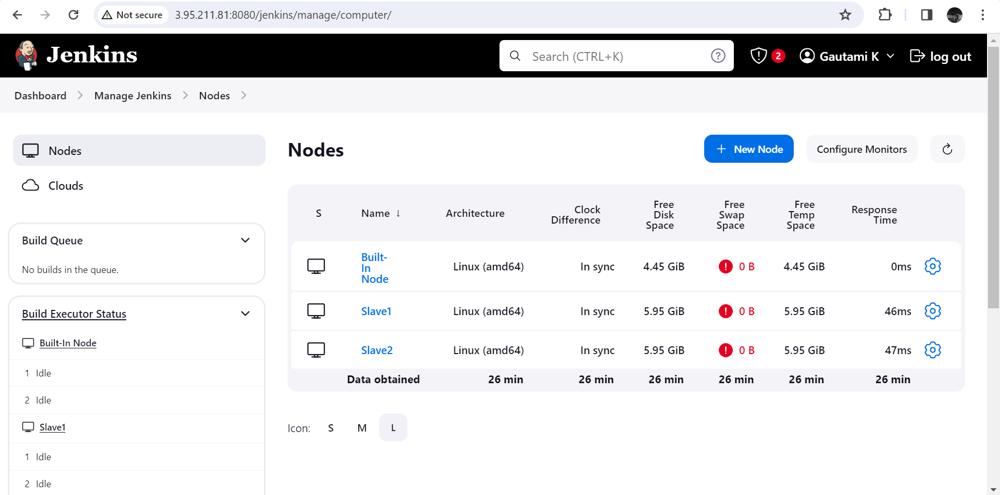 Not secure 3.95.211.81:8080/jenkins/manage/computer/
Jenkins
Search (CTRL+K)
2
Gautami K
log out
Dashboard
Manage Jenkins
Nodes
Nodes
Clouds
Build Queue
No builds in the queue.
Build Executor Status
Built-In Node
1 Idle
2 Idle
Slave1
1 Idle
2 Idle
Nodes
+ New Node
Configure Monitors
S
Name ↓
Architecture
Clock
Difference
Free
Disk
Space
Free
Swap
Space
Free
Temp
Space
Response
Time
Built-
In
Node
Linux (amd64) In sync 4.45 GiB 0 B 4.45 GiB 0ms
Slave1 Linux (amd64) In sync 5.95 GiB 0 B 5.95 GiB 46ms
Slave2 Linux (amd64) In sync 5.95 GiB 0 B 5.95 GiB 47ms
Data obtained 26 min 26 min 26 min 26 min 26 min 26 min
Icon: S M L